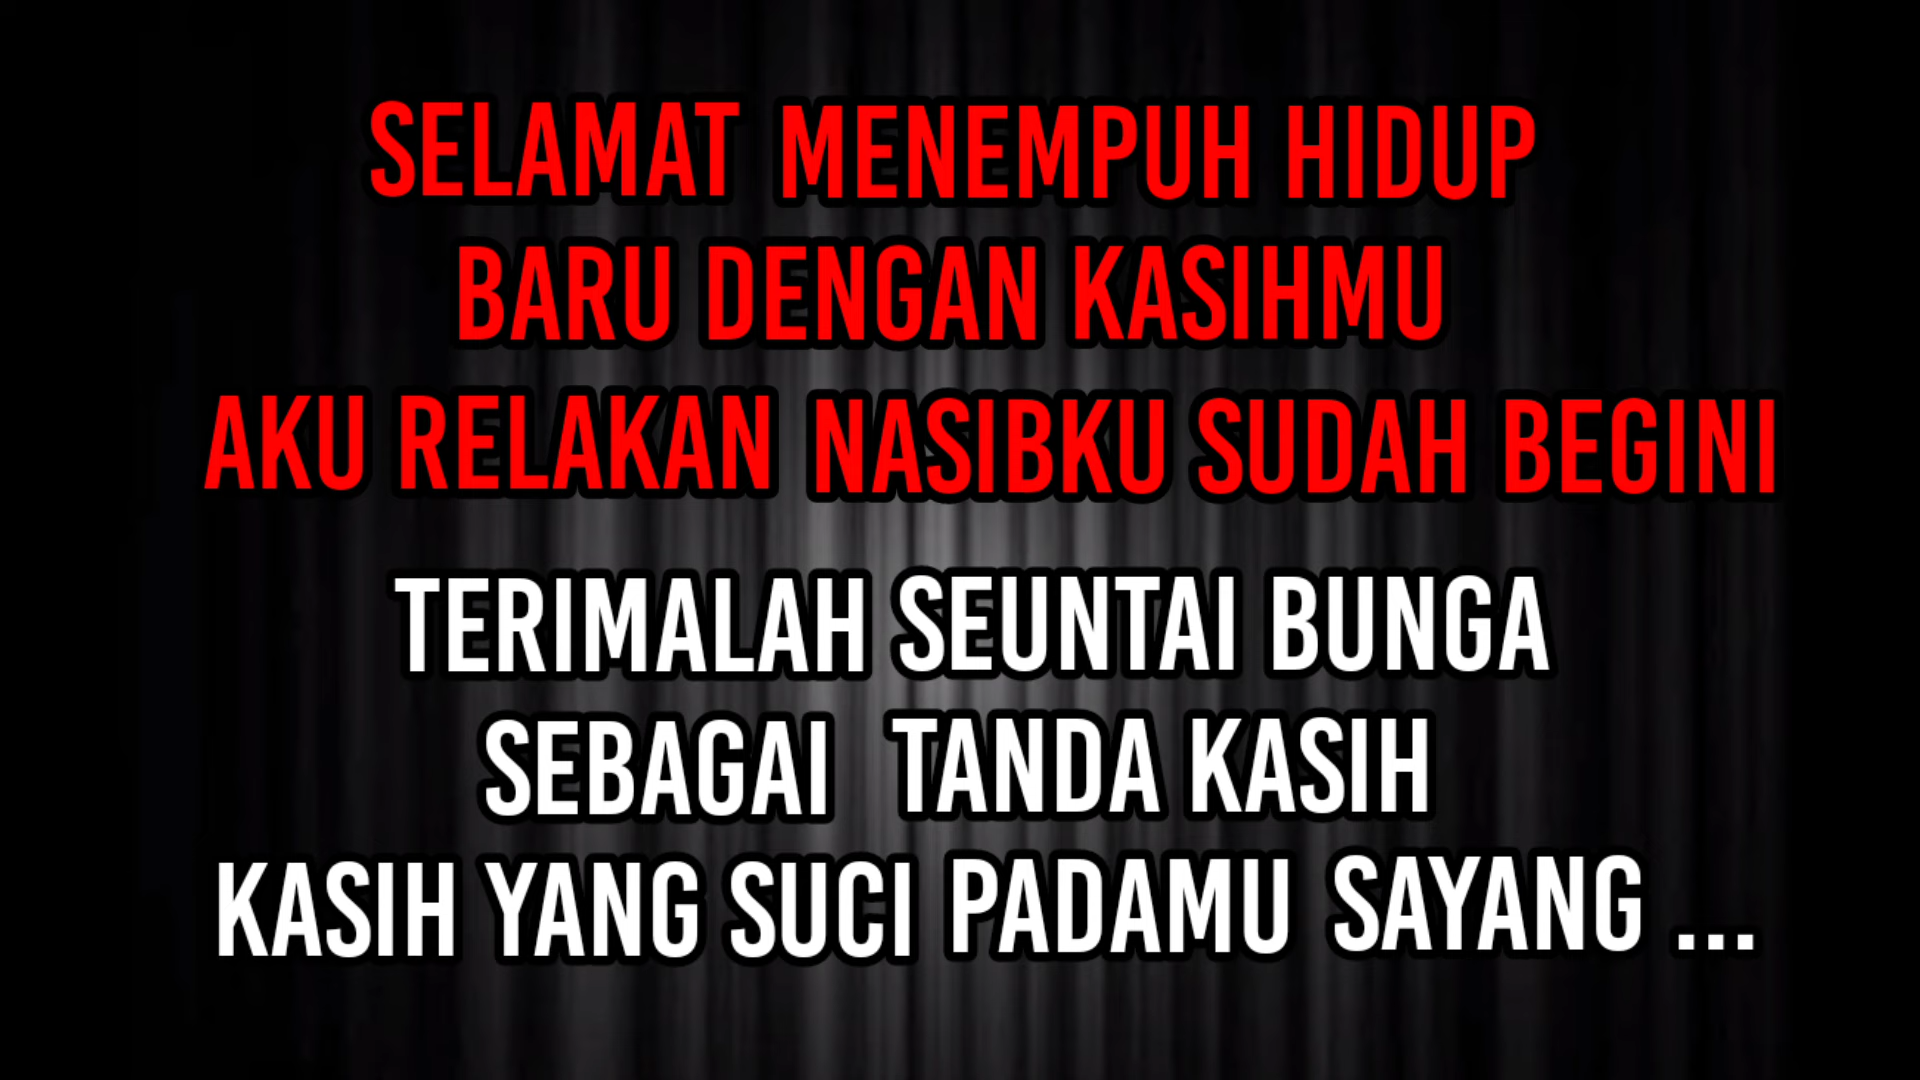 SELAMAT MENEMPUH HIDUP
BARU DENGAN KASIHMU
AKU RELAKAN NASIBKU SUDAH BEGINI
TERIMALAH SEUNTAI BUNGA
SEBAGAI TANDA KASIH
KASIH YANG SUCI PADAMU SAYANG ...